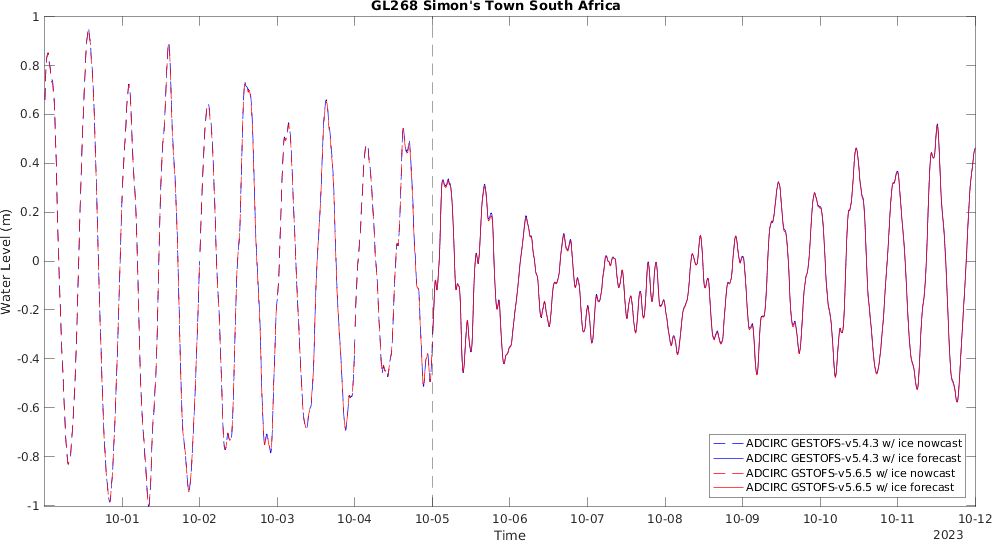 GL268 Simon's Town South Africa
1
0.8
0.6
0.4
0.2
0
-0.2
-0.4
-0.6
-0.8
-1
Water Level (m)
ADCIRC GESTOFS-v5.4.3 w/ ice nowcast
ADCIRC GESTOFS-v5.4.3 w/ ice forecast
ADCIRC GSTOFS-v5.6.5 w/ ice nowcast
ADCIRC GSTOFS-v5.6.5 w/ ice forecast
10-01 10-02 10-03 10-04 10-05 10-06 10-07 10-08 10-09 10-10 10-11 10-12
Time
2023